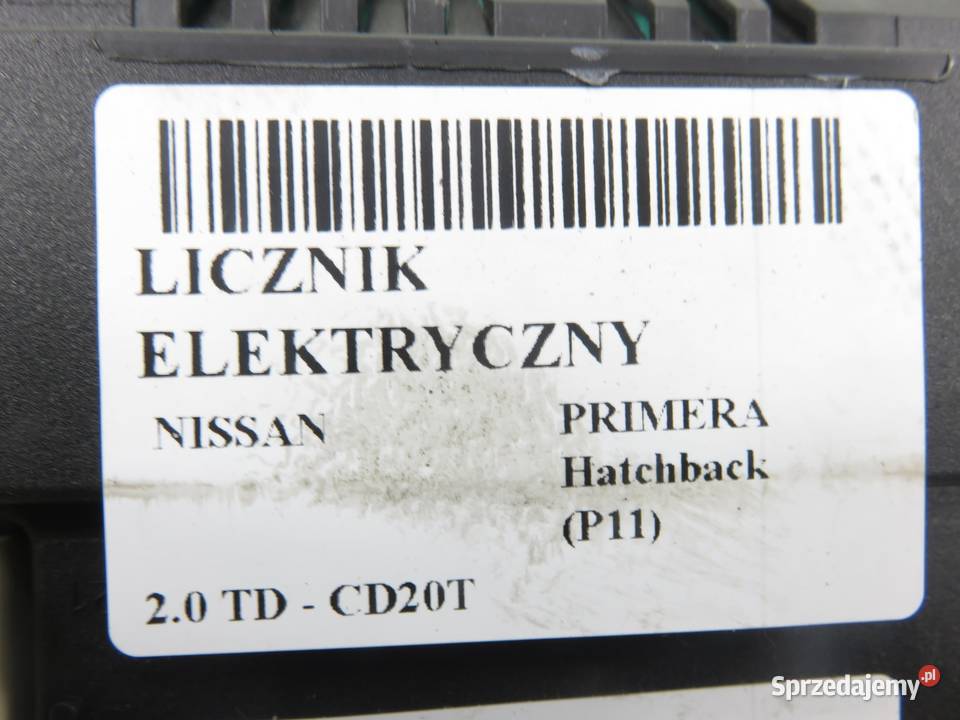 LICZNIK
ELEKTRYCZNY
NISSAN PRIMERA
Hatchback
(P11)
2.0 TD - CD20T
Sprzedajemy.pl